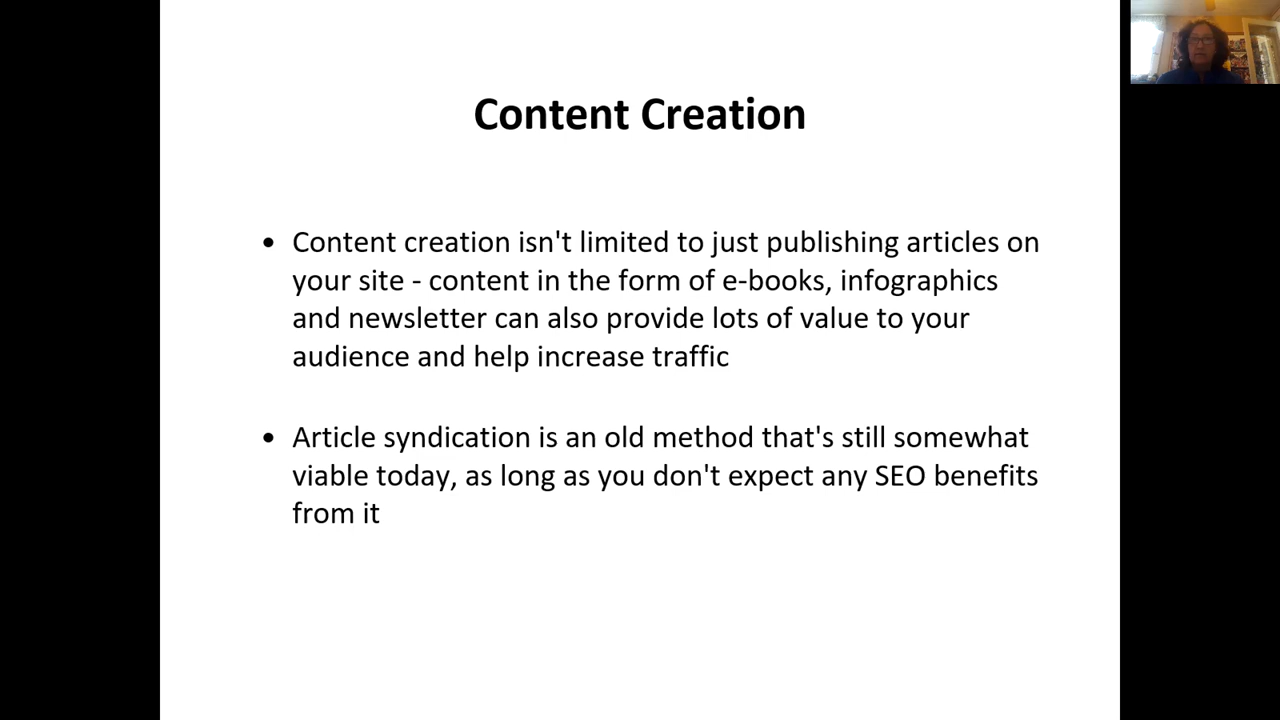 Content Creation
• Content creation isn't limited to just publishing articles on
your site - content in the form of e-books, infographics
and newsletter can also provide lots of value to your
audience and help increase traffic
• Article syndication is an old method that's still somewhat
viable today, as long as you don't expect any SEO benefits
from it